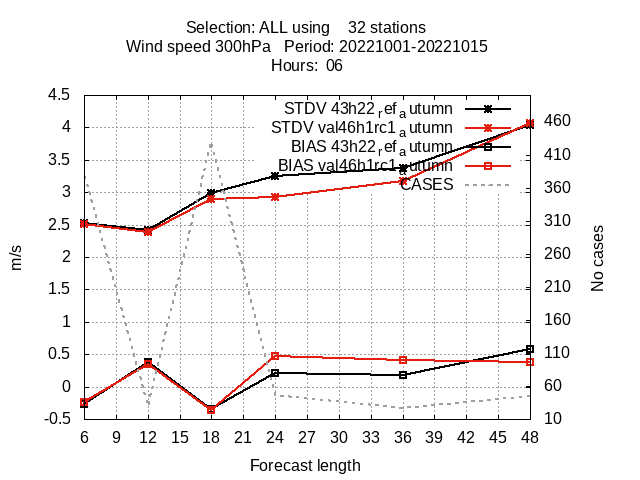 Selection: ALL using    32 stations
Wind speed 300hPa   Period: 20221001-20221015
Hours:  06
STDV 43h22_ref_autumn
STDV val46h1rc1_autumn
BIAS 43h22_ref_autumn
BIAS val46h1rc1_autumn
CASES
4.5
4
3.5
3
2.5
2
1.5
1
0.5
0
-0.5
m/s
460
410
360
310
260
210
160
110
60
10
No cases
6 9 12 15 18 21 24 27 30 33 36 39 42 45 48
Forecast length